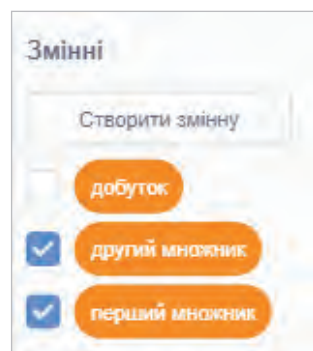 Змінні
Створити змінну
добуток
другий множник
перший множник